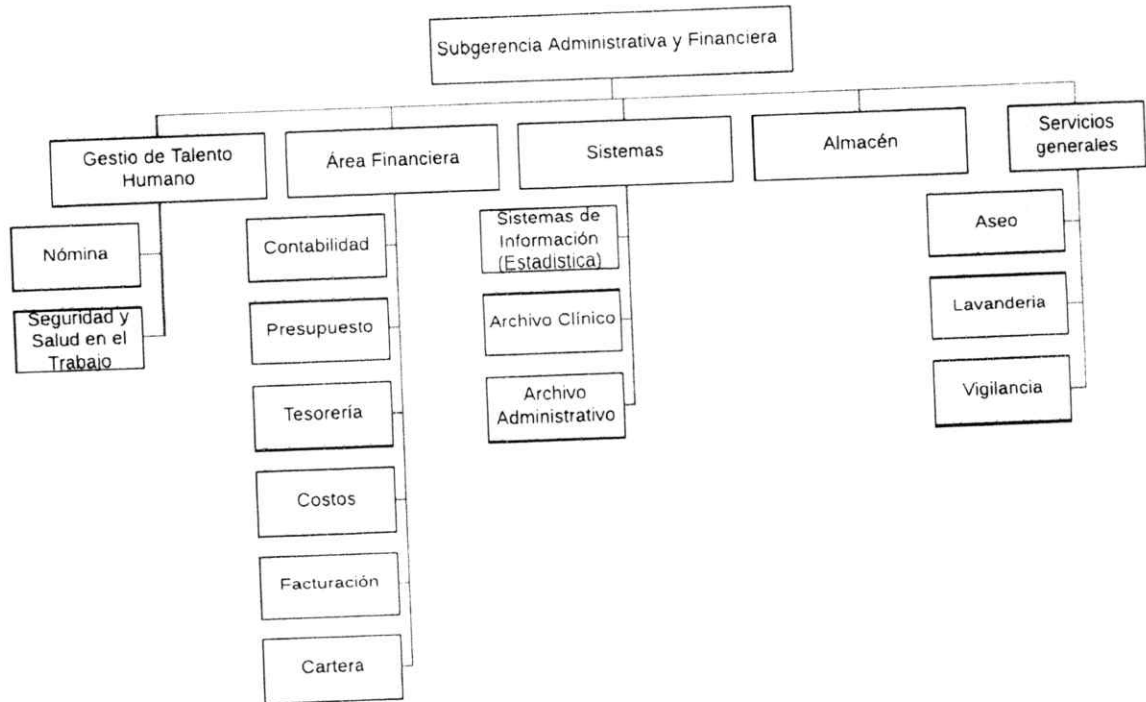 Subgerencia Administrativa y Financiera
Gestio de Talento
Humano
Área Financiera
Sistemas
Almacén
Servicios
generales
Nómina
Seguridad y
Salud en el
Trabajo
Contabilidad
Presupuesto
Tesorería
Costos
Facturación
Cartera
Sistemas de
Información
(Estadistica)
Archivo Clínico
Archivo
Administrativo
Aseo
Lavanderia
Vigilancia